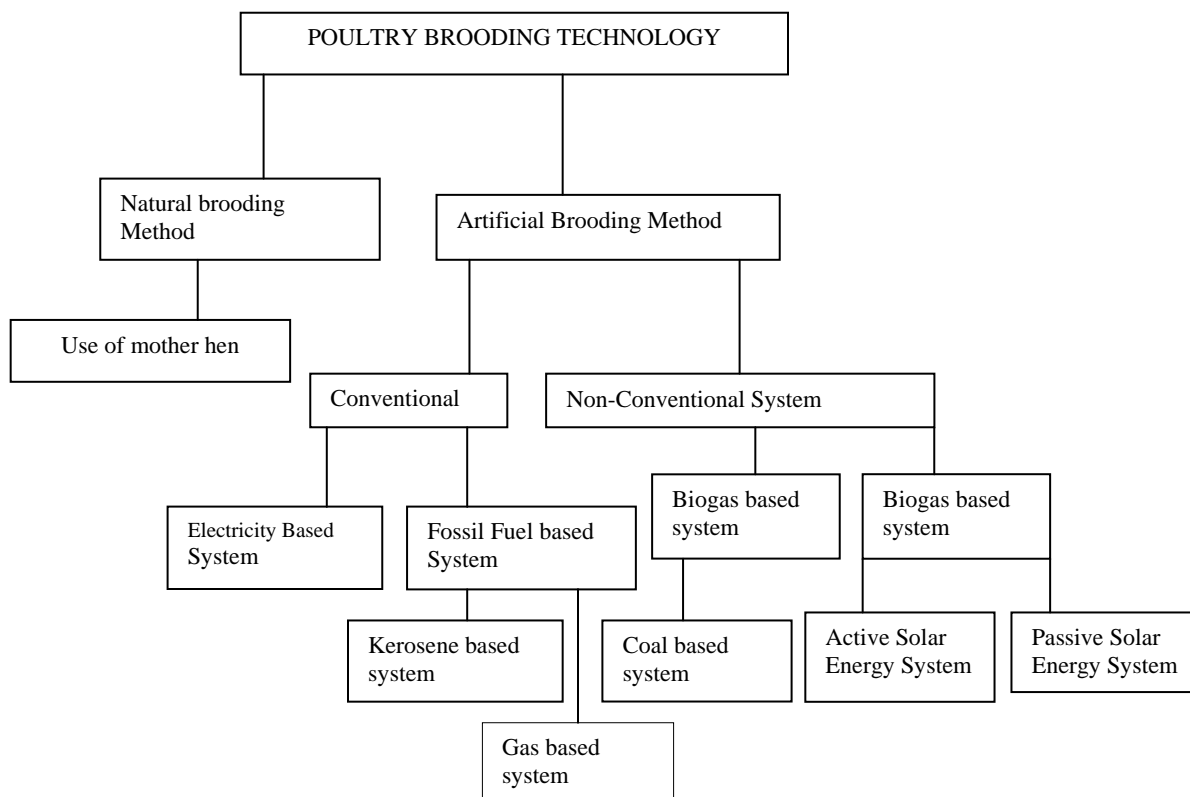 POULTRY BROODING TECHNOLOGY
Natural brooding
Method
Artificial Brooding Method
Use of mother hen
Conventional
Non-Conventional System
Electricity Based
System
Fossil Fuel based
System
Biogas based
system
Biogas based
system
Kerosene based
system
Coal based
system
Active Solar
Energy System
Passive Solar
Energy System
Gas based
system